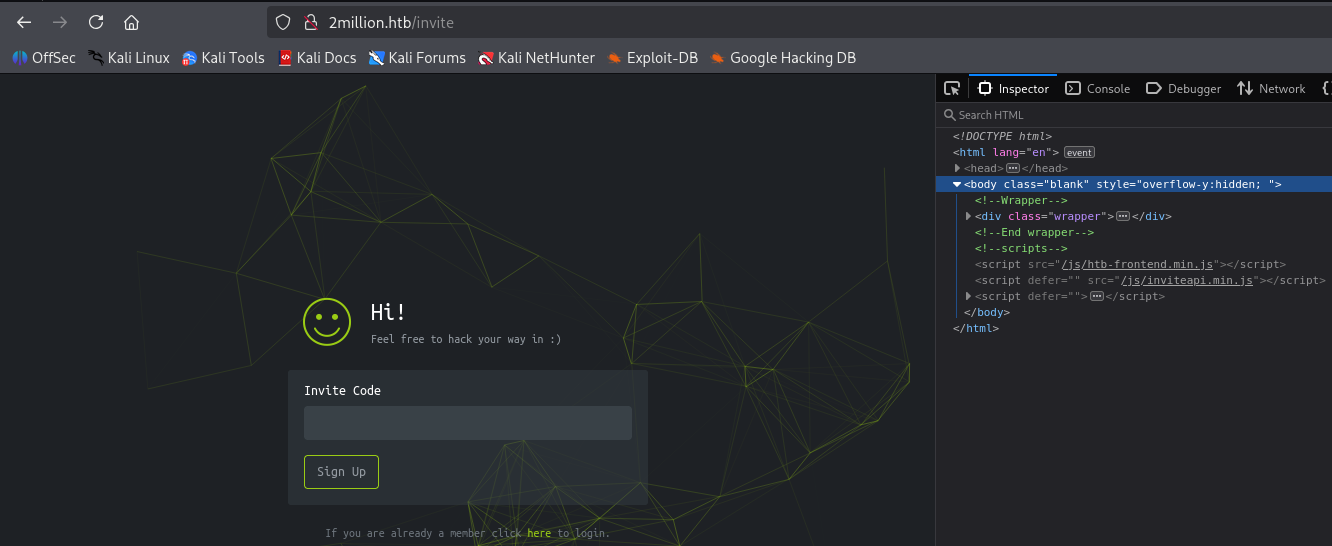 2million.htb/invite
OffSec Kali Linux Kali Tools Kali Docs Kali Forums Kali NetHunter Exploit-DB Google Hacking DB
Hi!
Feel free to hack your way in :)
Invite Code
Sign Up
If you are already a member click here to login.
Inspector Console Debugger Network {
Search HTML
<!DOCTYPE html>
<html lang="en"> event
<head>···</head>
<body class="blank" style="overflow-y:hidden; ">
<!--Wrapper-->
<div class="wrapper">···</div>
<!--End wrapper-->
<!--scripts-->
<script src="/js/htb-frontend.min.js"></script>
<script defer="" src="/js/inviteapi.min.js"></script>
<script defer="">···</script>
</body>
</html>